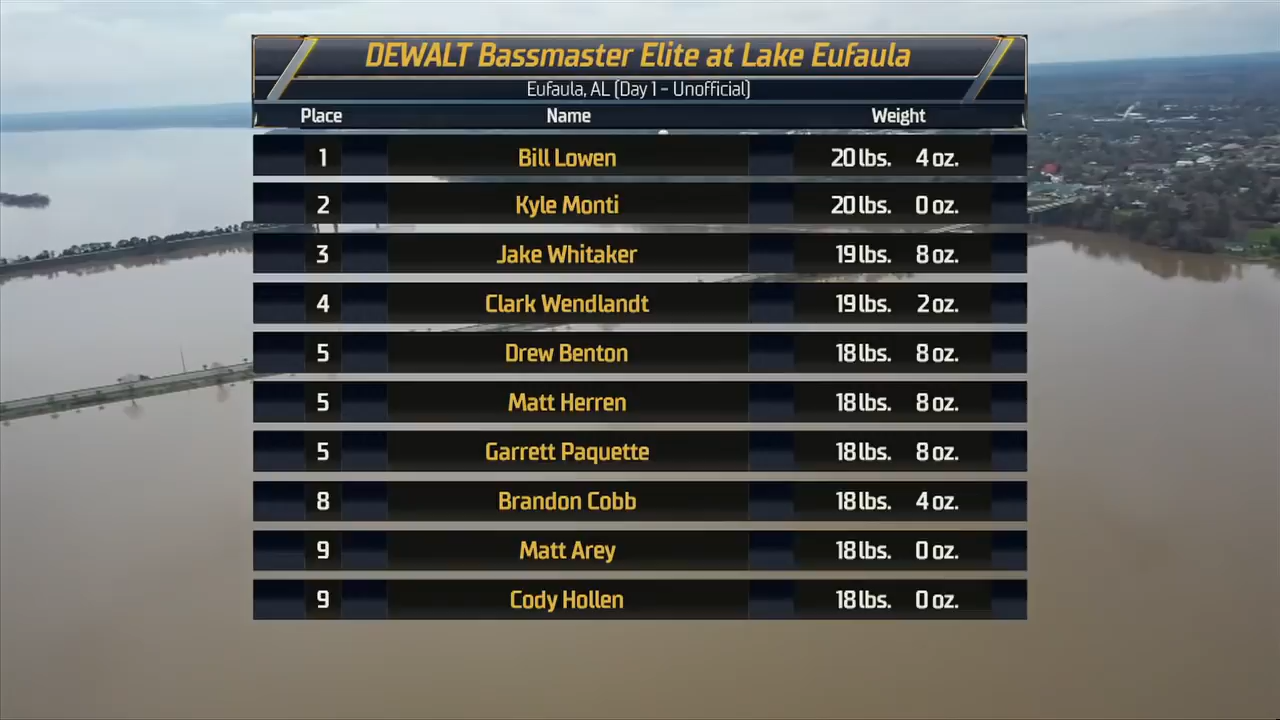 DEWALT Bassmaster Elite at Lake Eufaula
Eufaula, AL (Day 1 - Unofficial)
Place Name Weight
1 Bill Lowen 20 lbs. 4 oz.
2 Kyle Monti 20 lbs. 0 oz.
3 Jake Whitaker 19 lbs. 8 oz.
4 Clark Wendlandt 19 lbs. 2 oz.
5 Drew Benton 18 lbs. 8 oz.
5 Matt Herren 18 lbs. 8 oz.
5 Garrett Paquette 18 lbs. 8 oz.
8 Brandon Cobb 18 lbs. 4 oz.
9 Matt Arey 18 lbs. 0 oz.
9 Cody Hollen 18 lbs. 0 oz.